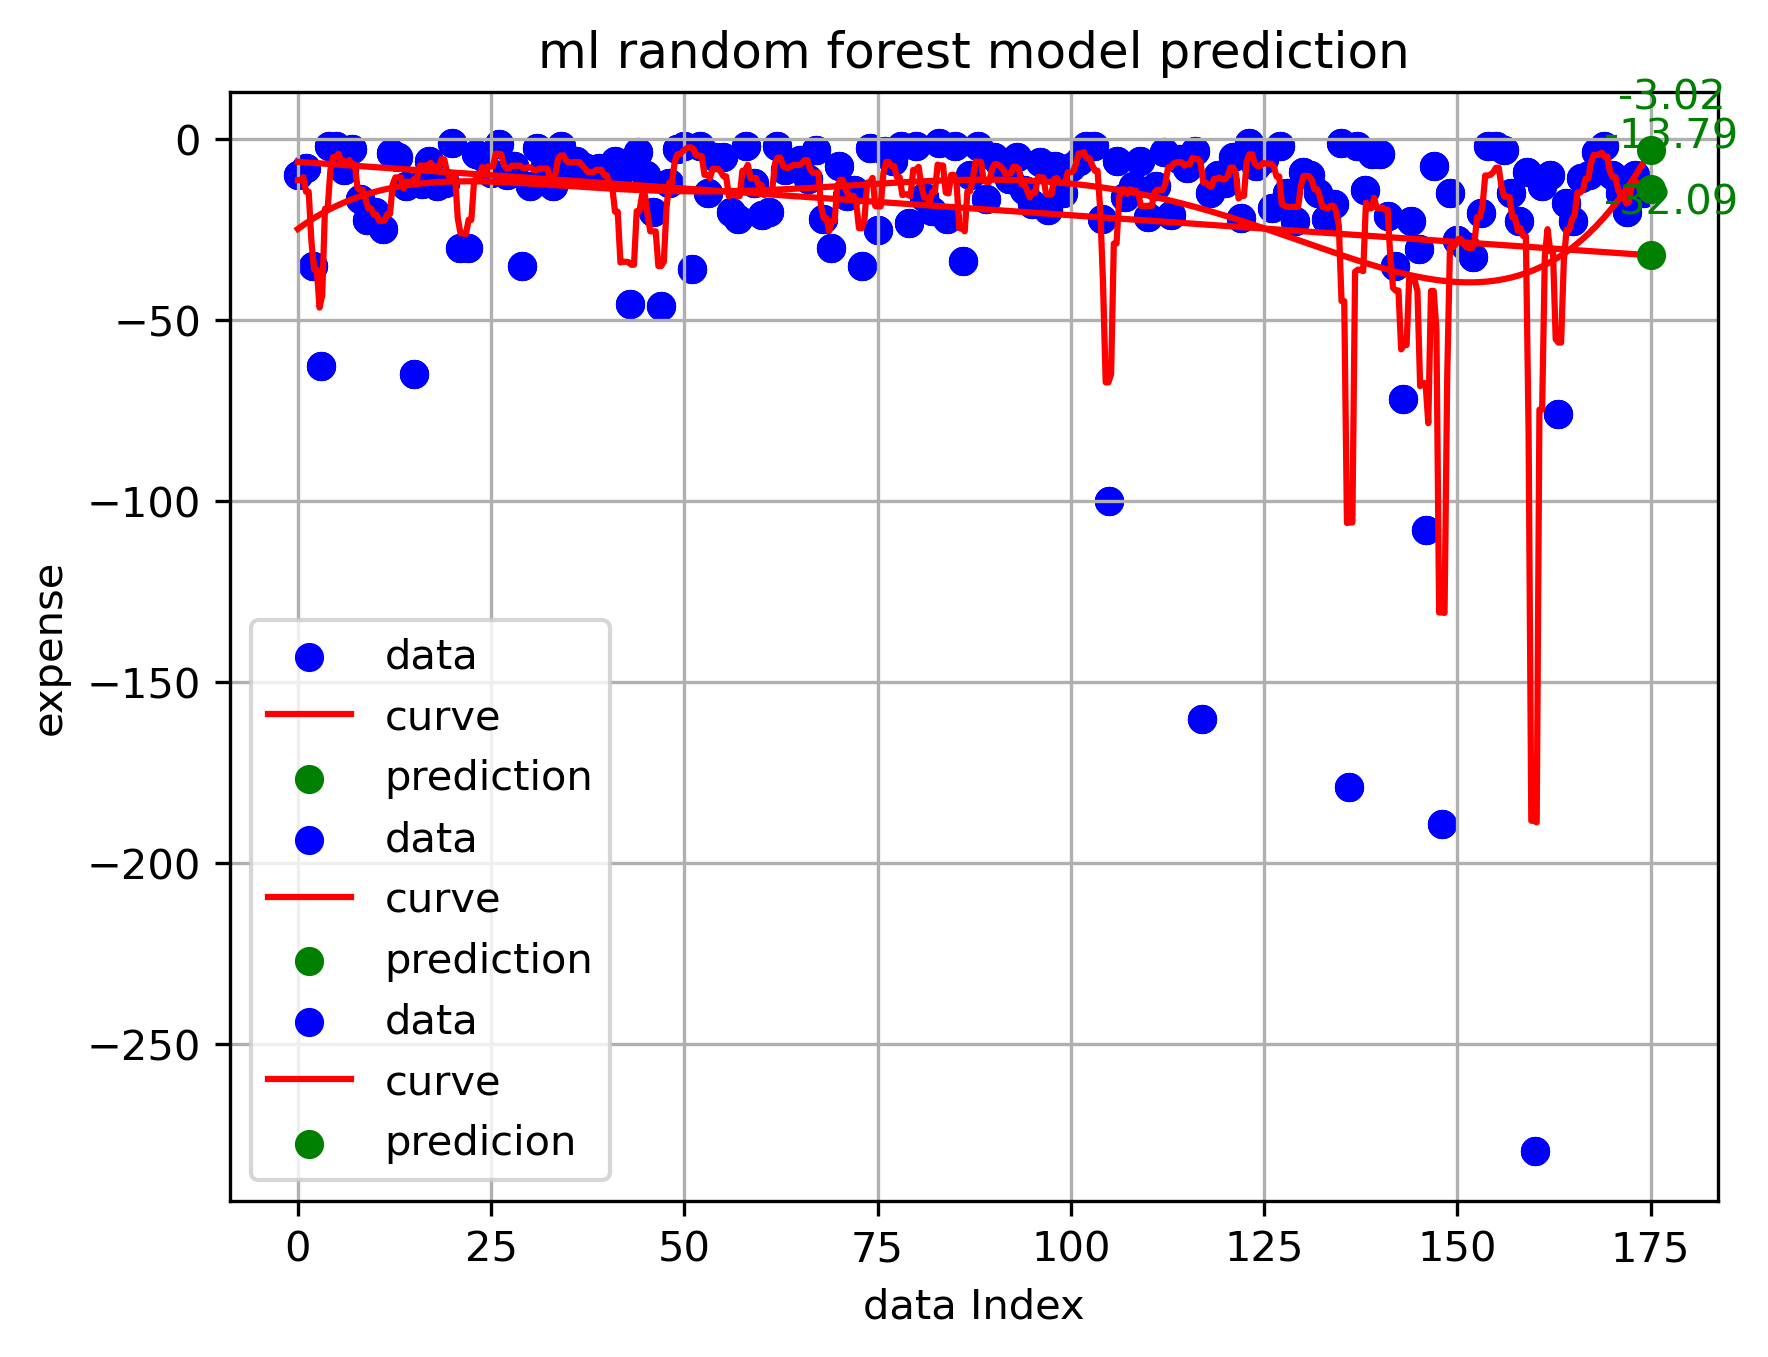 ml random forest model prediction
-3.02
-13.79
-32.09
0
−50
−100
−150
−200
−250
expense
data
curve
prediction
data
curve
prediction
data
curve
predicion
0 25 50 75 100 125 150 175
data Index